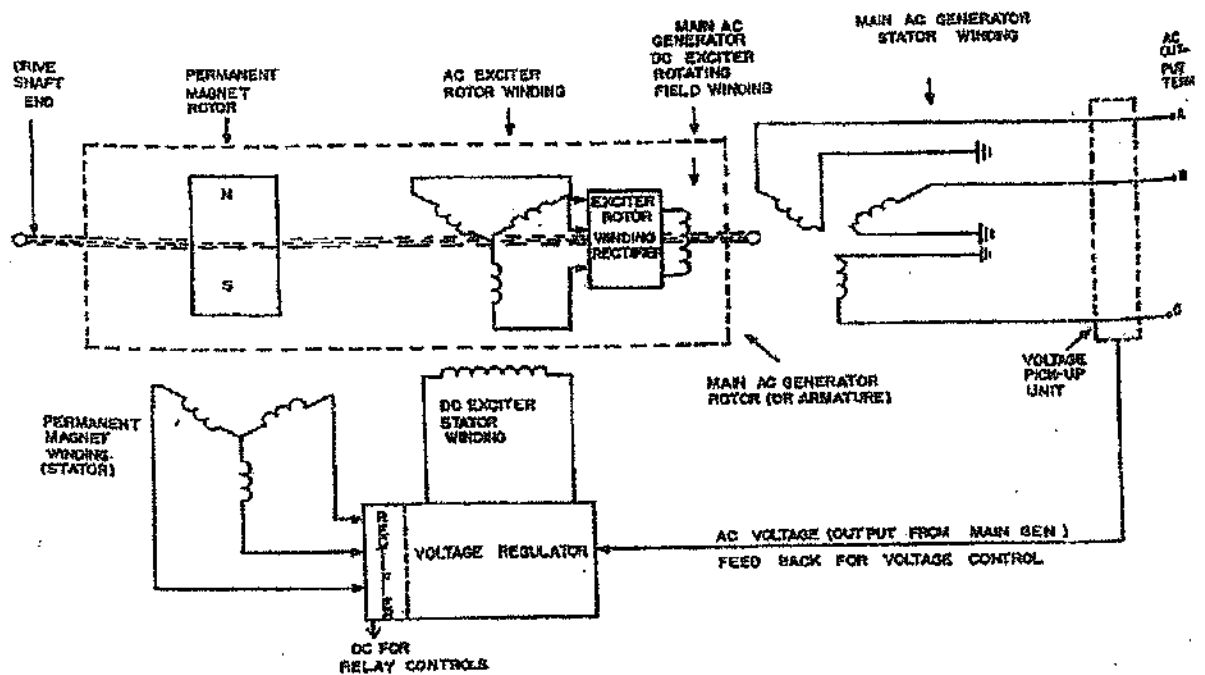 MAIN AC GENERATOR
STATOR WINDING
MAIN AC
GENERATOR
DC EXCITER
ROTATING
FIELD WINDING
AC
OUT-
PUT
TERM
DRIVE
SHAFT
END
PERMANENT
MAGNET
ROTOR
AC EXCITER
ROTOR WINDING
A
N
B
EXCITER
ROTOR
WINDING
RECTIFIER
S
C
VOLTAGE
PICK-UP
UNIT
MAIN AC GENERATOR
ROTOR (OR ARMATURE)
DC EXCITER
STATOR
WINDING
PERMANENT
MAGNET
WINDING
(STATOR)
VOLTAGE REGULATOR
AC VOLTAGE (OUTPUT FROM MAIN GEN)
FEED BACK FOR VOLTAGE CONTROL
DC FOR
RELAY CONTROLS